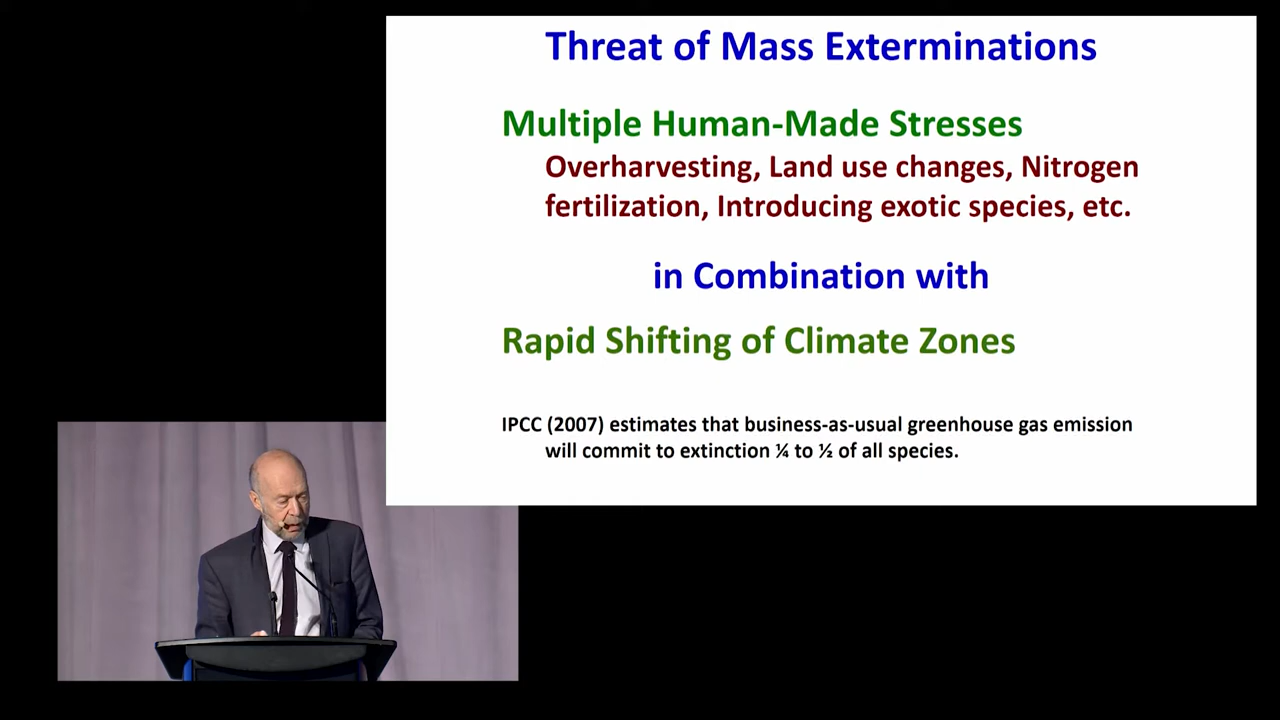 Threat of Mass Exterminations
Multiple Human-Made Stresses
Overharvesting, Land use changes, Nitrogen
fertilization, Introducing exotic species, etc.
in Combination with
Rapid Shifting of Climate Zones
IPCC (2007) estimates that business-as-usual greenhouse gas emission
will commit to extinction ¼ to ½ of all species.